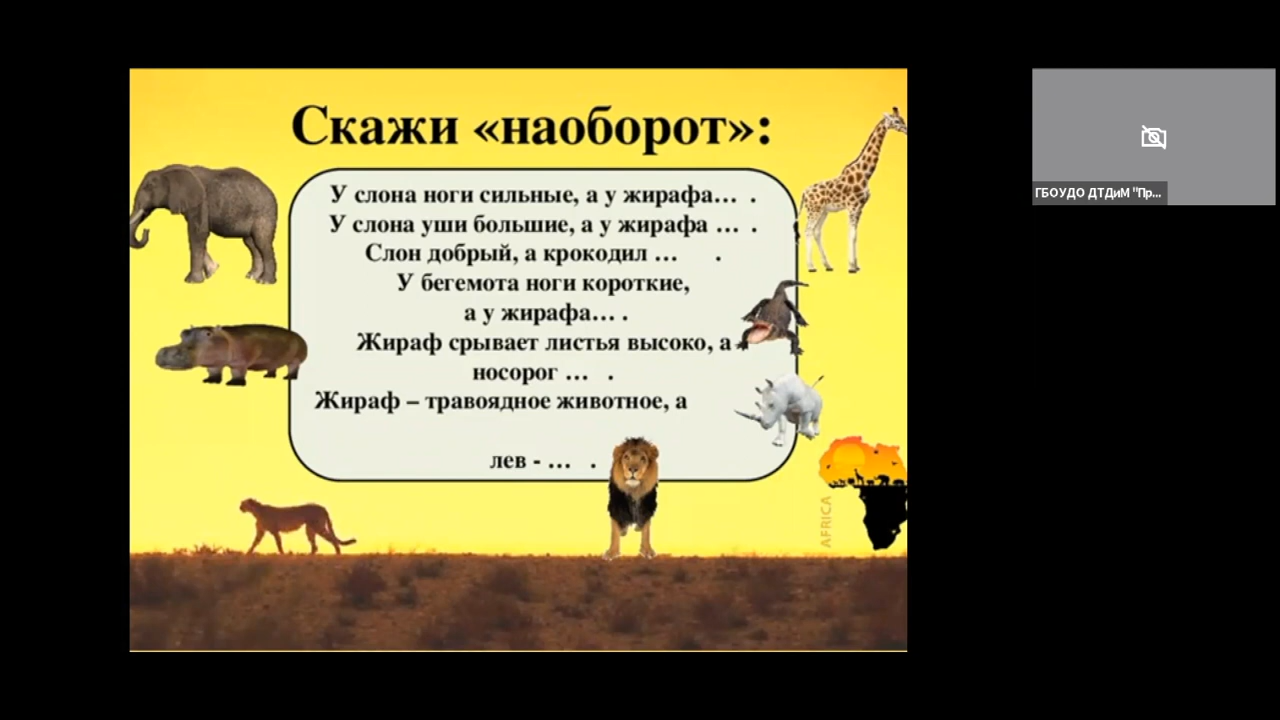 Скажи «наоборот»:
У слона ноги сильные, а у жирафа… .
У слона уши большие, а у жирафа … .
Слон добрый, а крокодил … .
У бегемота ноги короткие,
а у жирафа… .
Жираф срывает листья высоко, а
носорог … .
Жираф – травоядное животное, а
лев - … .
AFRICA
ГБОУДО ДТДиМ "Пр...